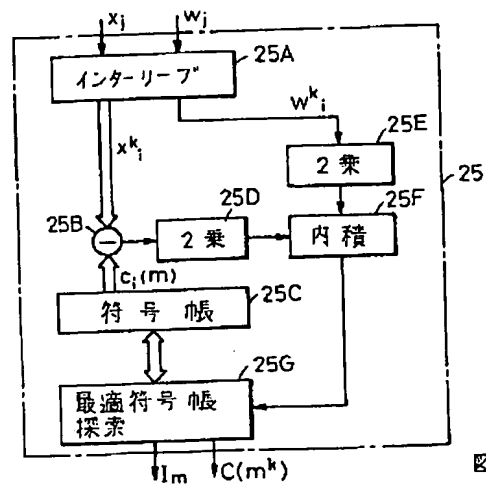 xj wj
25A
インターリーブ
xki wki
25E
2乗
25
25D 25F
25B
− 2乗 内積
ci(m)
25C
符号帳
25G
最適符号帳
探索
Im C(mk)
図